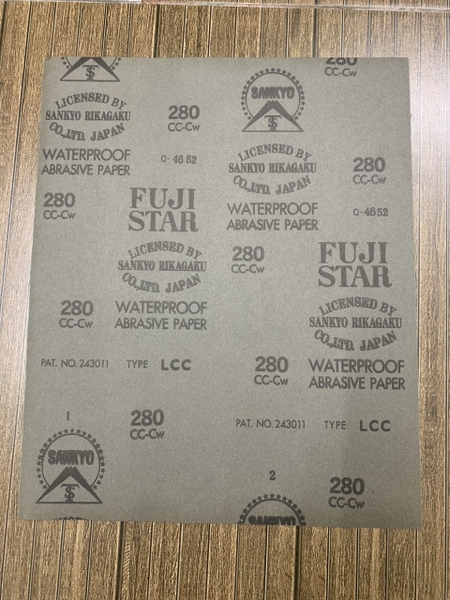 280
CC-Cw
LICENSED BY
SANKYO RIKAGAKU
CO.,LTD. JAPAN
280
CC-Cw
SANKYO
WATERPROOF
ABRASIVE PAPER
Q-4652
LICENSED BY
SANKYO RIKAGAKU
CO.,LTD. JAPAN
280
CC-Cw
280
CC-Cw
FUJI
STAR
WATERPROOF
ABRASIVE PAPER
Q-4652
LICENSED BY
SANKYO RIKAGAKU
CO.,LTD. JAPAN
280
CC-Cw
FUJI
STAR
280
CC-Cw
WATERPROOF
ABRASIVE PAPER
LICENSED BY
SANKYO RIKAGAKU
CO.,LTD. JAPAN
PAT. NO. 243011 TYPE LCC
280
CC-Cw
WATERPROOF
ABRASIVE PAPER
1
280
CC-Cw
PAT. NO. 243011 TYPE LCC
SANKYO
2
280
CC-Cw
SANKYO